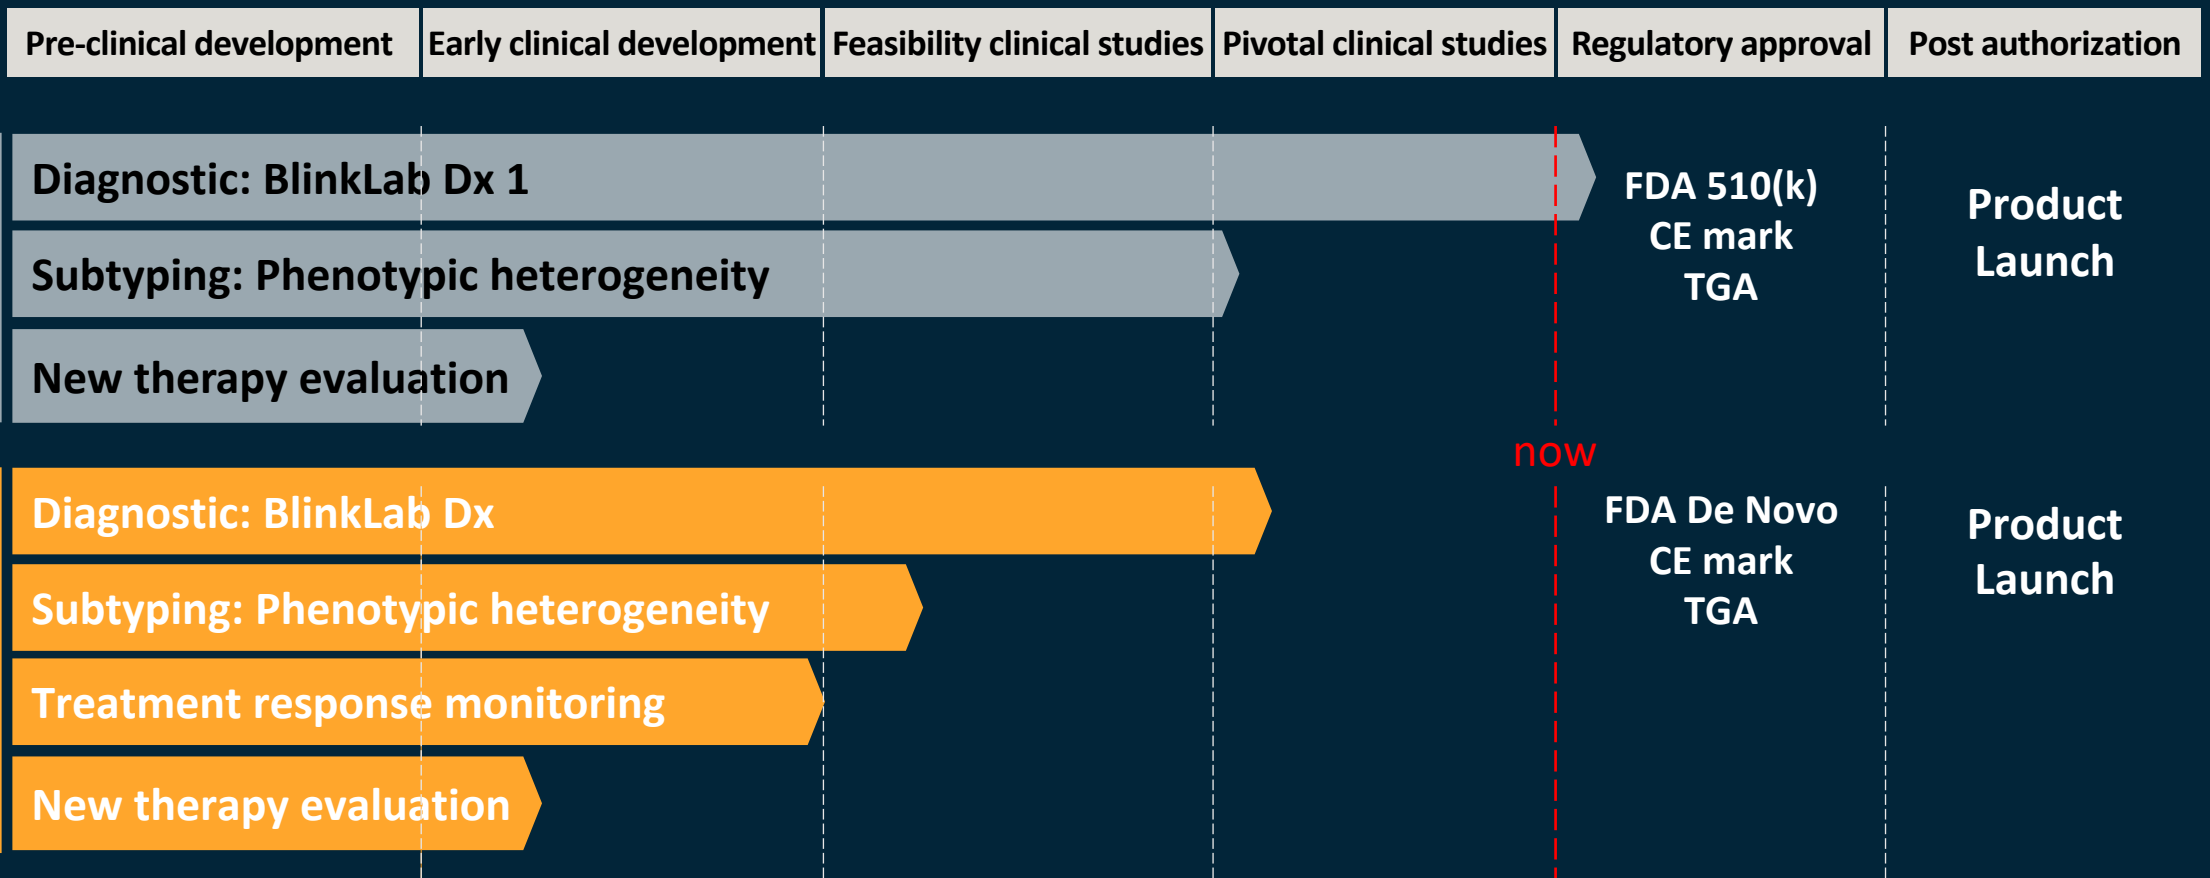 Pre-clinical development
Early clinical development
Feasibility clinical studies
Pivotal clinical studies
Regulatory approval
Post authorization
Diagnostic: BlinkLab Dx 1
Subtyping: Phenotypic heterogeneity
New therapy evaluation
FDA 510(k)
CE mark
TGA
Product
Launch
now
Diagnostic: BlinkLab Dx
Subtyping: Phenotypic heterogeneity
Treatment response monitoring
New therapy evaluation
FDA De Novo
CE mark
TGA
Product
Launch